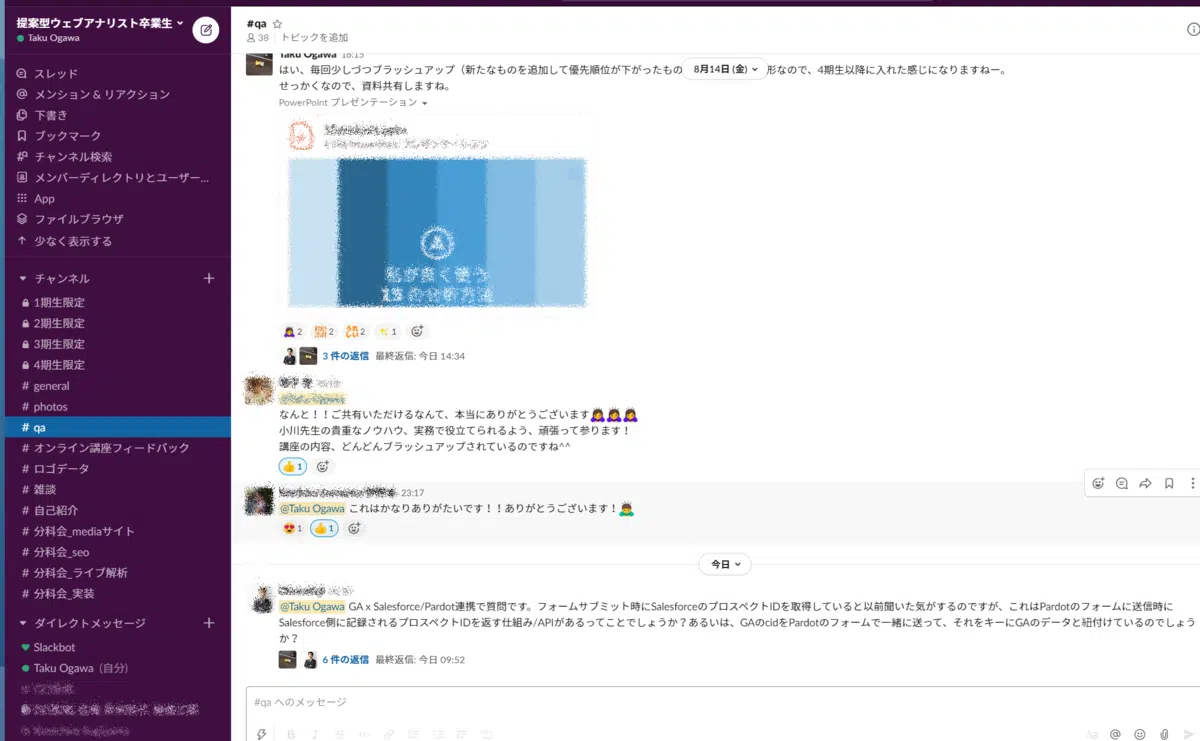 提案型ウェブアナリスト卒業生
Taku Ogawa
スレッド
メンション & リアクション
下書き
ブックマーク
チャンネル検索
メンバーディレクトリとユーザー...
App
ファイルブラウザ
少なく表示する
チャンネル
1期生限定
2期生限定
3期生限定
4期生限定
# general
# photos
# qa
# オンライン講座フィードバック
# ロゴデータ
# 雑談
# 自己紹介
# 分科会_mediaサイト
# 分科会_seo
# 分科会_ライブ解析
# 分科会_実装
ダイレクトメッセージ
Slackbot
Taku Ogawa (自分)
#qa
38 | トピックを追加
Taku Ogawa 16:15
8月14日 (金)
はい、毎回少しづつブラッシュアップ（新たなものを追加して優先順位が下がったもの 形なので、4期生以降に入れた感じになりますねー。
せっかくなので、資料共有しますね。
PowerPoint プレゼンテーション
私が良く使う
の分析方法
2 2 2 1
3 件の返信 最終返信: 今日 14:34
なんと！！ご共有いただけるなんて、本当にありがとうございます
小川先生の貴重なノウハウ、実務で役立てられるよう、頑張って参ります！
講座の内容、どんどんブラッシュアップされているのですね^^
1
23:17
@Taku Ogawa これはかなりありがたいです！！ありがとうございます！
1 1
今日
@Taku Ogawa GA x Salesforce/Pardot連携で質問です。フォームサブミット時にSalesforceのプロスペクトIDを取得していると以前聞いた気がするのですが、これはPardotのフォームに送信時に
Salesforce側に記録されるプロスペクトIDを返す仕組み/APIがあるってことでしょうか？あるいは、GAのcidをPardotのフォームで一緒に送って、それをキーにGAのデータと紐付けているのでしょう
か？
6 件の返信 最終返信: 今日 09:52
#qa へのメッセージ
B I S
Aa @